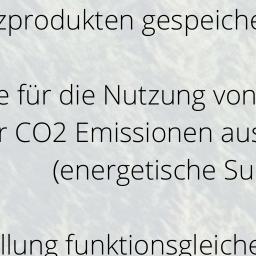 zprodukten gespeiche
e für die Nutzung von
r CO2 Emissionen aus
(energetische Su
llung funktionsgleiche